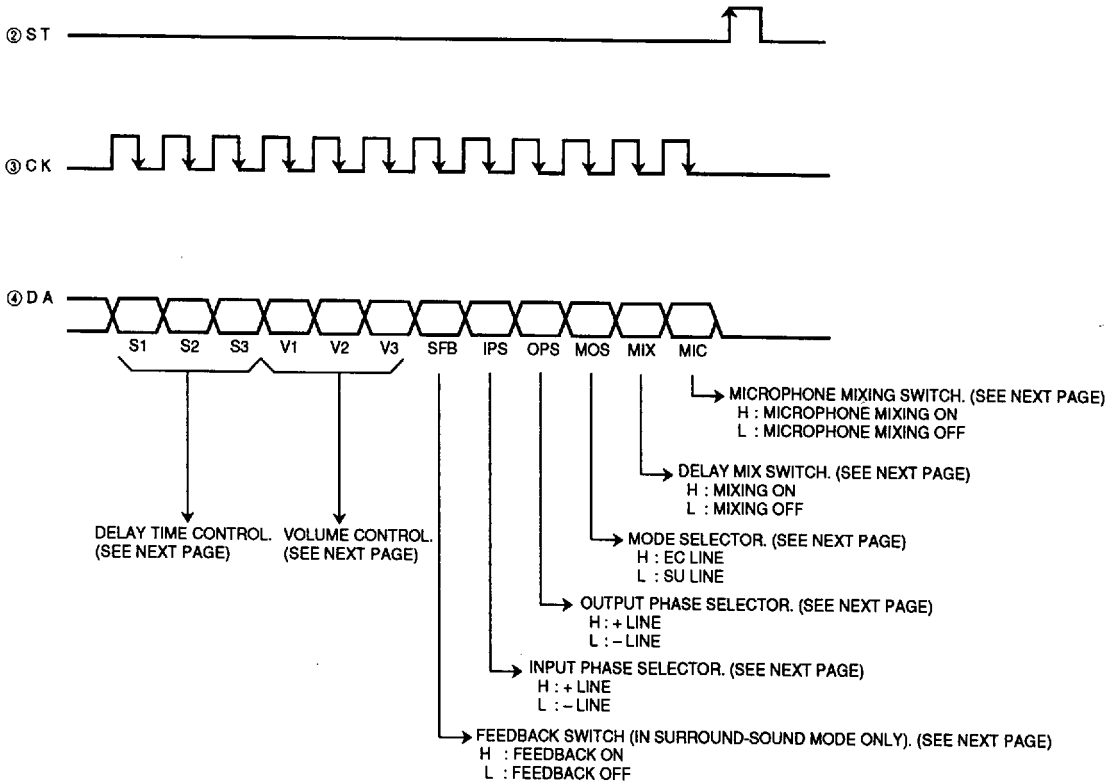 ②ST
③CK
④DA
S1 S2 S3 V1 V2 V3 SFB IPS OPS MOS MIX MIC
MICROPHONE MIXING SWITCH. (SEE NEXT PAGE)
H : MICROPHONE MIXING ON
L : MICROPHONE MIXING OFF
DELAY MIX SWITCH. (SEE NEXT PAGE)
H : MIXING ON
L : MIXING OFF
DELAY TIME CONTROL.
(SEE NEXT PAGE)
VOLUME CONTROL.
(SEE NEXT PAGE)
MODE SELECTOR. (SEE NEXT PAGE)
H : EC LINE
L : SU LINE
OUTPUT PHASE SELECTOR. (SEE NEXT PAGE)
H : + LINE
L : – LINE
INPUT PHASE SELECTOR. (SEE NEXT PAGE)
H : + LINE
L : – LINE
FEEDBACK SWITCH (IN SURROUND-SOUND MODE ONLY). (SEE NEXT PAGE)
H : FEEDBACK ON
L : FEEDBACK OFF